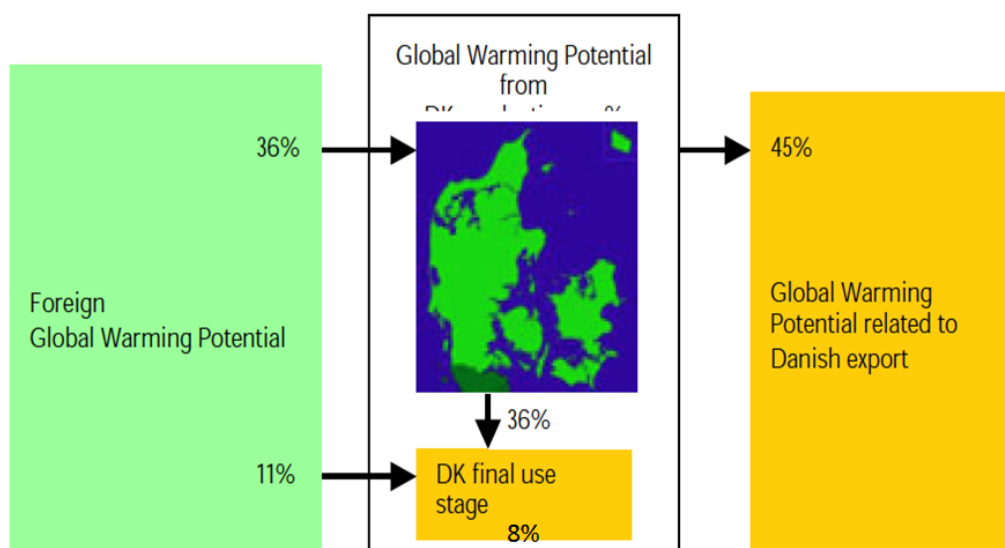 Global Warming Potential
from
36%
45%
Foreign
Global Warming Potential
Global Warming
Potential related to
Danish export
36%
11%
DK final use
stage
8%